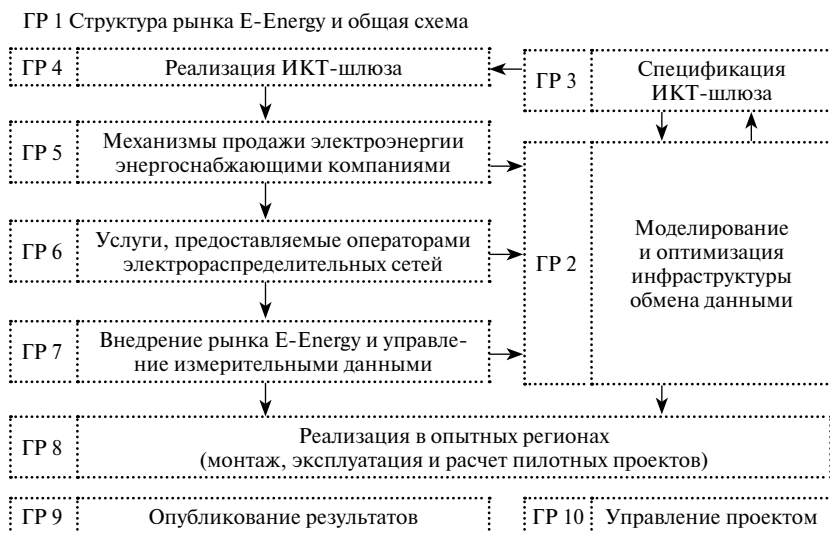 ГР 1 Структура рынка E-Energy и общая схема
ГР 4
Реализация ИКТ-шлюза
ГР 3
Спецификация
ИКТ-шлюза
ГР 5
Механизмы продажи электроэнергии
энергоснабжающими компаниями
ГР 6
Услуги, предоставляемые операторами
электрораспределительных сетей
ГР 2
Моделирование
и оптимизация
инфраструктуры
обмена данными
ГР 7
Внедрение рынка E-Energy и управле-
ние измерительными данными
ГР 8
Реализация в опытных регионах
(монтаж, эксплуатация и расчет пилотных проектов)
ГР 9
Опубликование результатов
ГР 10
Управление проектом